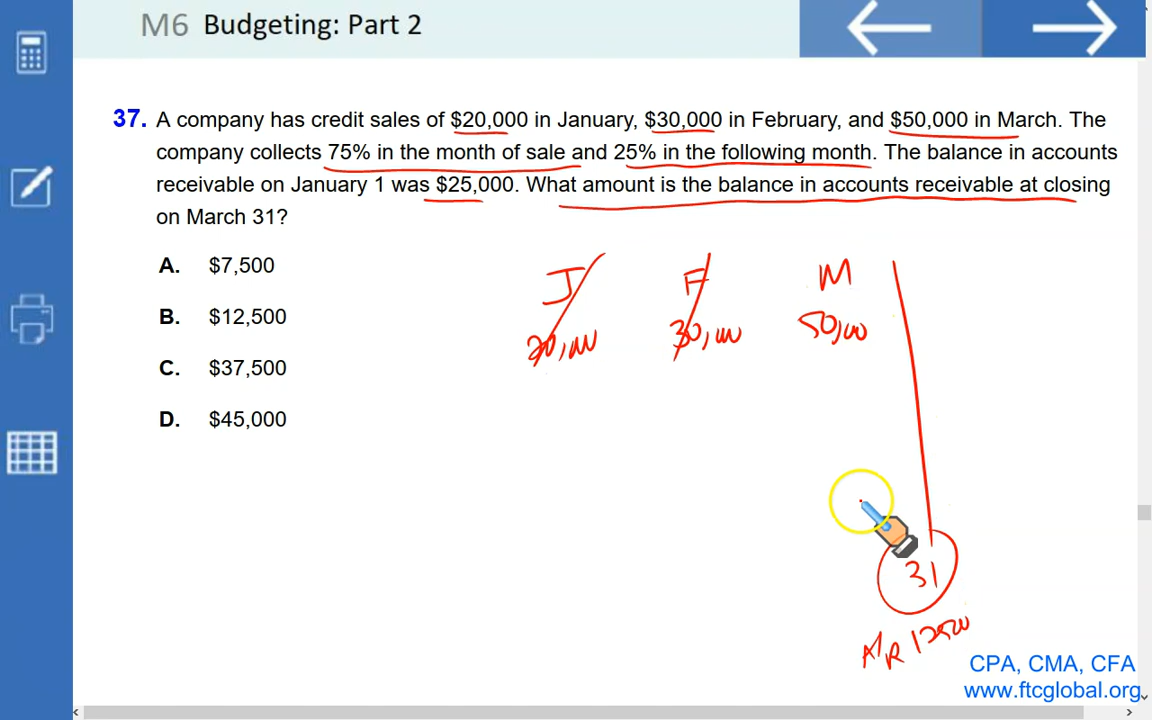 M6 Budgeting: Part 2
37. A company has credit sales of $20,000 in January, $30,000 in February, and $50,000 in March. The
company collects 75% in the month of sale and 25% in the following month. The balance in accounts
receivable on January 1 was $25,000. What amount is the balance in accounts receivable at closing
on March 31?
A. $7,500
B. $12,500
C. $37,500
D. $45,000
J F M
20,000 30,000 50,000
31
A/R 12500
CPA, CMA, CFA
www.ftcglobal.org